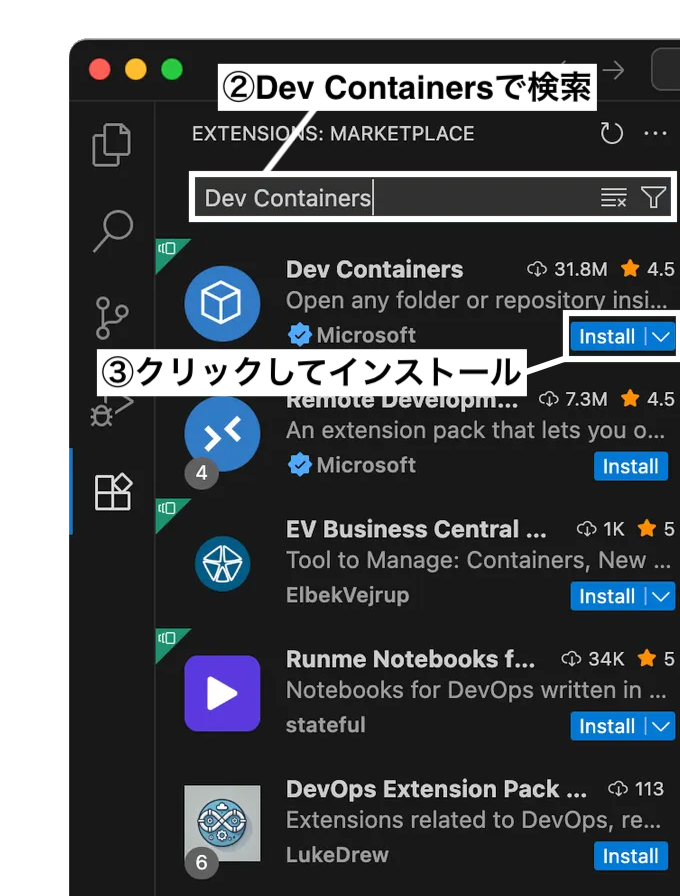 ②Dev Containersで検索
EXTENSIONS: MARKETPLACE
Dev Containers
Dev Containers 31.8M 4.5
Open any folder or repository insi...
Microsoft Install
③クリックしてインストール
Remote Developm... 7.3M 4.5
An extension pack that lets you o...
4 Microsoft Install
EV Business Central ... 1K 5
Tool to Manage: Containers, New ...
ElbekVejrup Install
Runme Notebooks f... 34K 5
Notebooks for DevOps written in ...
stateful Install
DevOps Extension Pack ... 113
Extensions related to DevOps, re...
6 LukeDrew Install